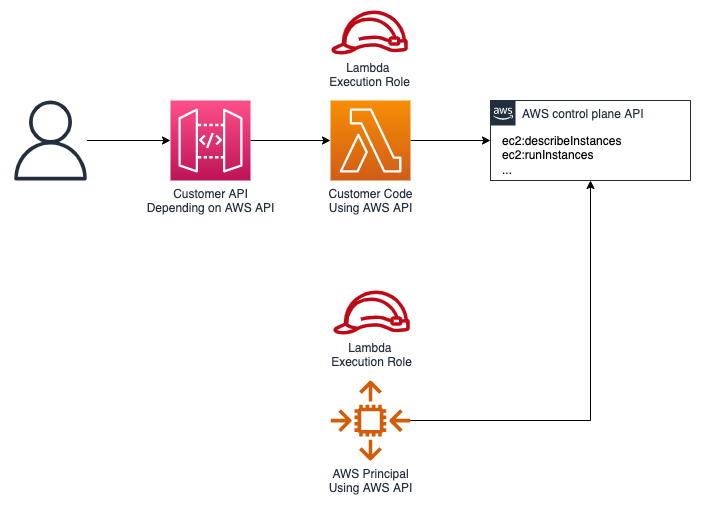 Lambda
Execution Role
aws
AWS control plane API
ec2:describeInstances
ec2:runInstances
...
</>
Customer API
Depending on AWS API
Customer Code
Using AWS API
Lambda
Execution Role
AWS Principal
Using AWS API